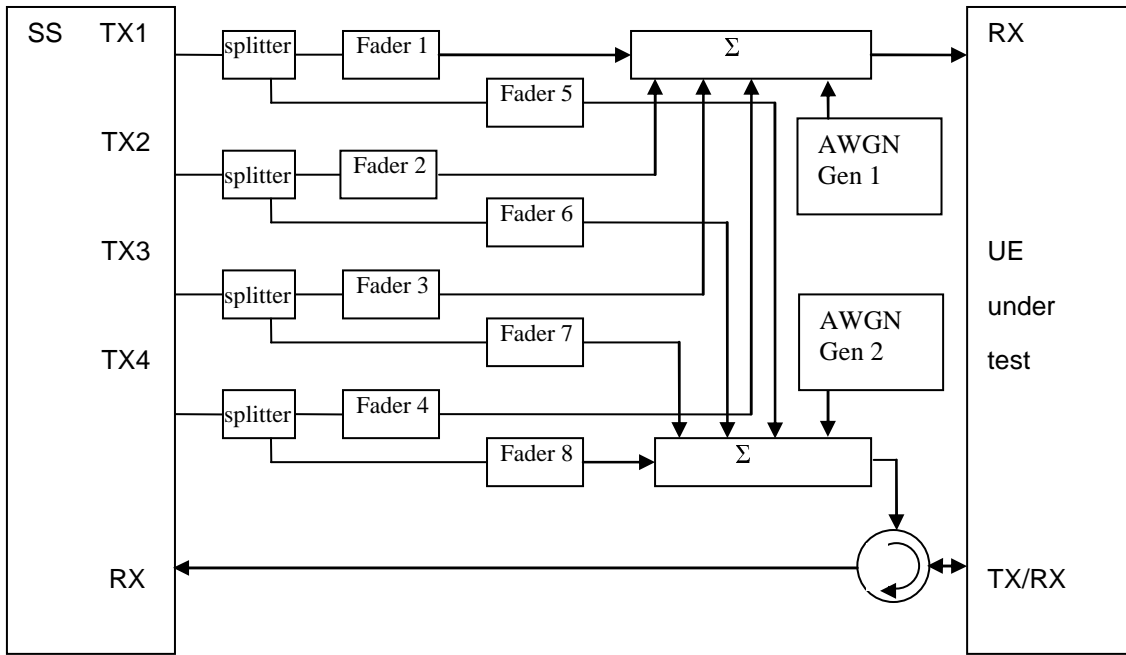 SS TX1
splitter
Fader 1
Σ
RX
Fader 5
TX2
AWGN
Gen 1
splitter
Fader 2
Fader 6
TX3
UE
splitter
Fader 3
AWGN
Gen 2
under
Fader 7
TX4
test
splitter
Fader 4
Fader 8
Σ
RX
TX/RX